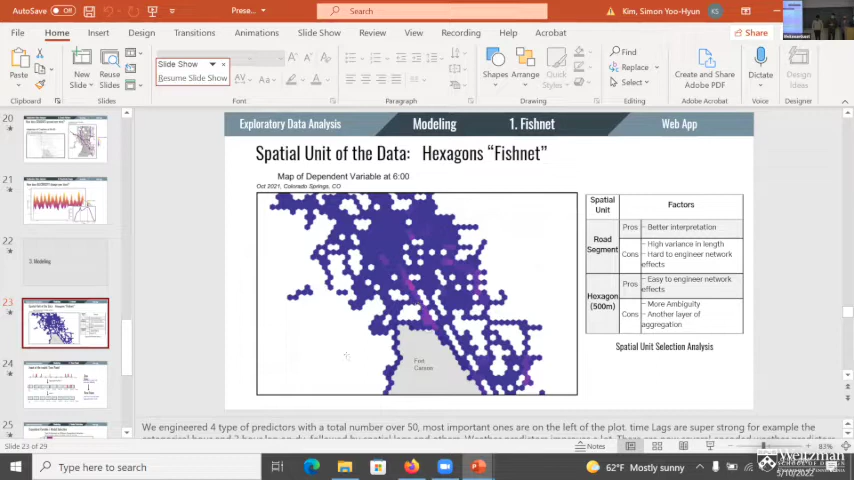 AutoSave Off
Prese...
Search
Kim, Simon Yoo-Hyun
KS
File Home Insert Design Transitions Animations Slide Show Review View Recording Help Acrobat
Share
Paste
New Slide
Reuse Slides
Slide Show
Resume Slide Show
Shapes Arrange Quick Styles
Find
Replace
Select
Create and Share Adobe PDF
Dictate
Design Ideas
Clipboard Slides Font Paragraph Drawing Editing Adobe Acrobat Voice Designer
20
21
22
3. Modeling
23
24
25
Exploratory Data Analysis Modeling 1. Fishnet Web App
Spatial Unit of the Data: Hexagons "Fishnet"
Map of Dependent Variable at 6:00
Oct 2021, Colorado Springs, CO
Fort Carson
Spatial Unit Factors
Road Segment
Pros – Better interpretation
Cons – High variance in length
– Hard to engineer network effects
Hexagon (500m)
Pros – Easy to engineer network effects
Cons – More Ambiguity
– Another layer of aggregation
Spatial Unit Selection Analysis
We engineered 4 type of predictors with a total number over 50, most important ones are on the left of the plot. time Lags are super strong for example the
Slide 23 of 29
Notes
83%
Type here to search
62°F Mostly sunny
Weitzman
5/10/2022